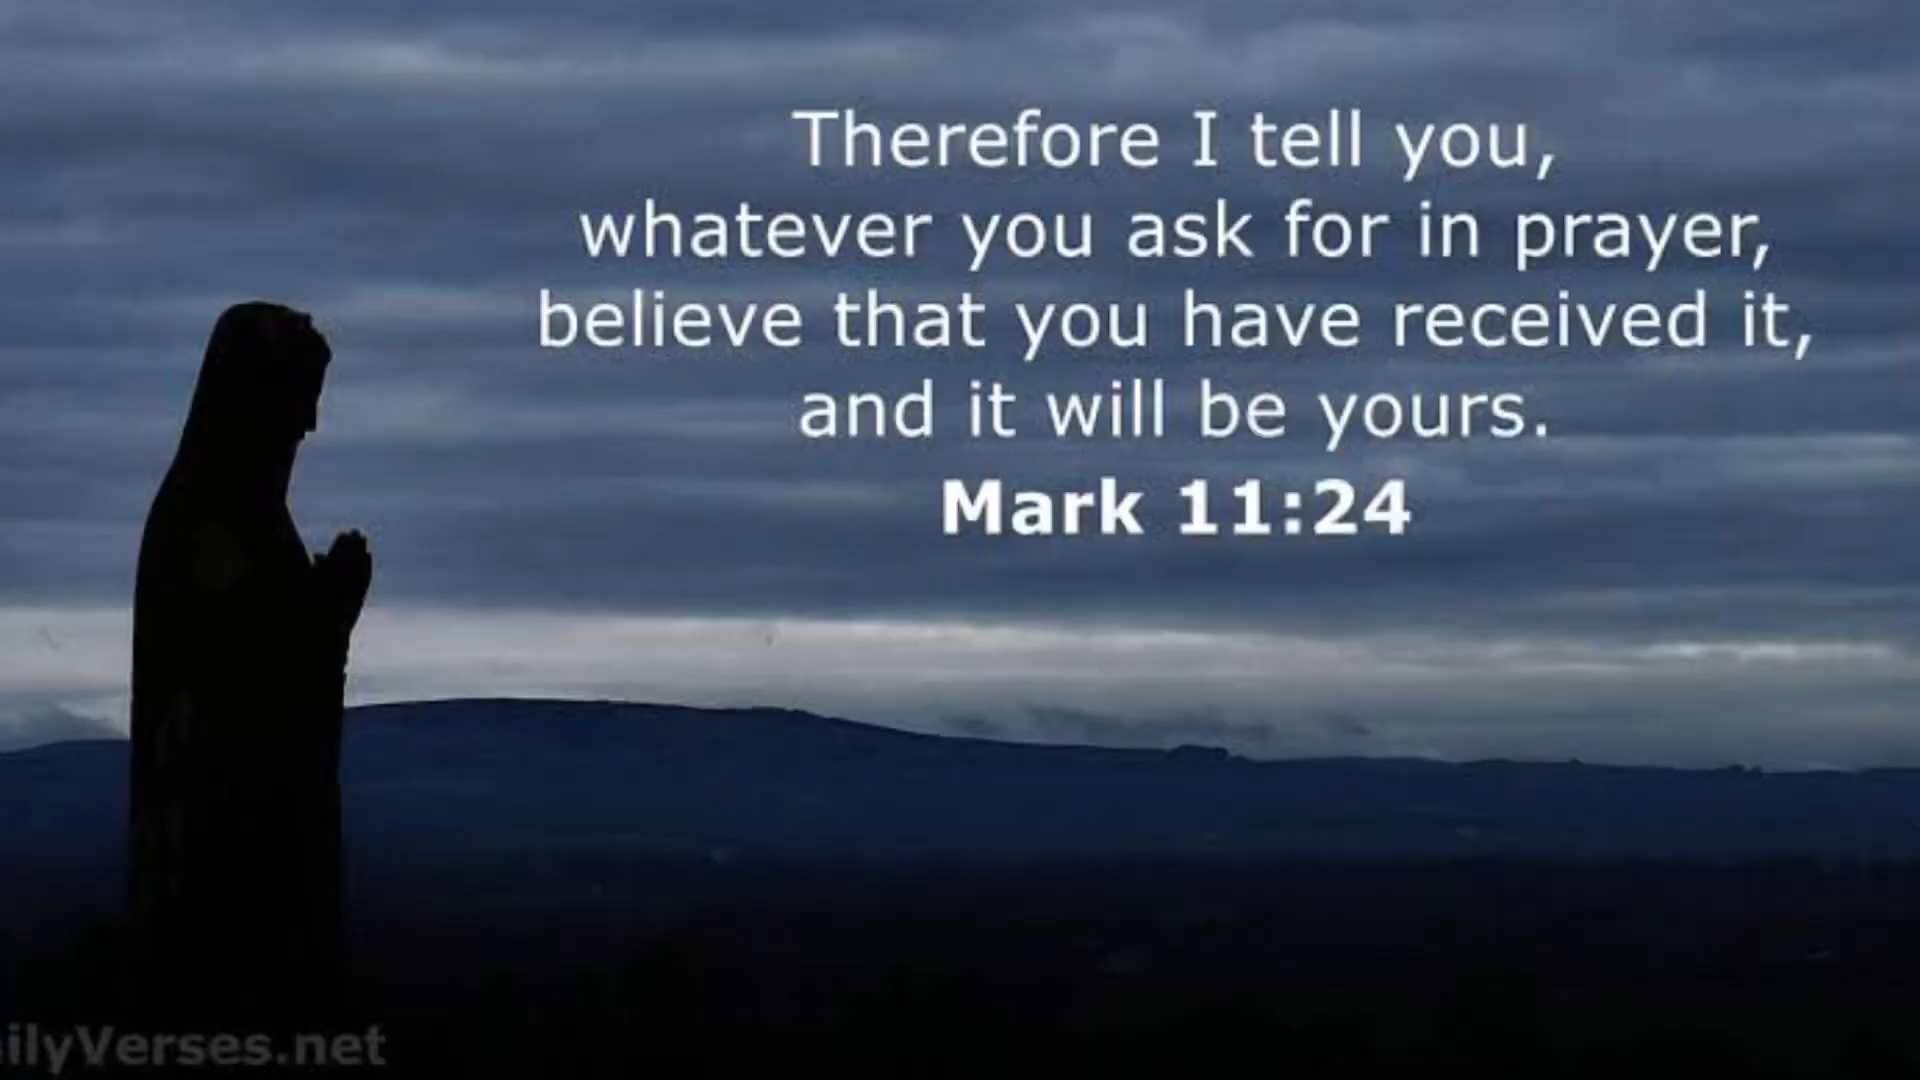 Therefore I tell you,
whatever you ask for in prayer,
believe that you have received it,
and it will be yours.
Mark 11:24
ilyVerses.net